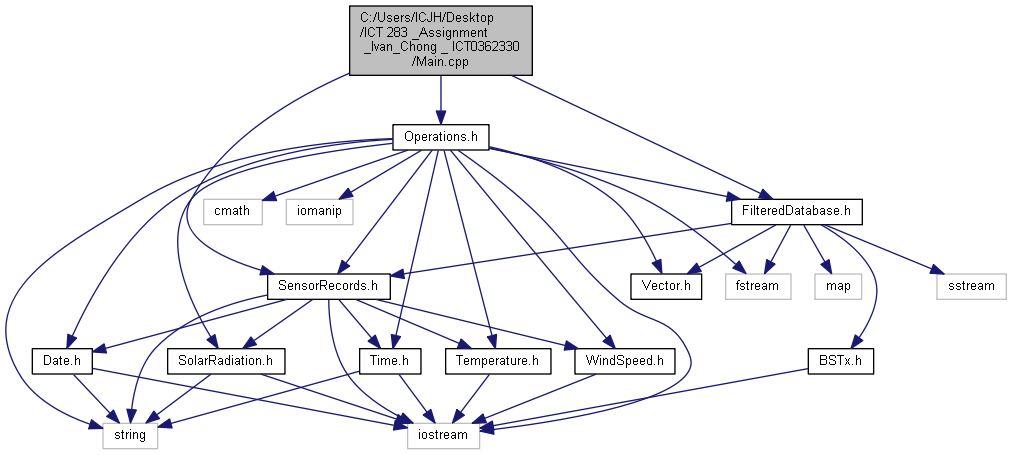 C:/Users/ICJH/Desktop
/ICT 283 _Assignment
_Ivan_Chong _ ICT0362330
/Main.cpp
Operations.h
cmath
iomanip
FilteredDatabase.h
SensorRecords.h
Vector.h
fstream
map
sstream
Date.h
SolarRadiation.h
Time.h
Temperature.h
WindSpeed.h
BSTx.h
string
iostream